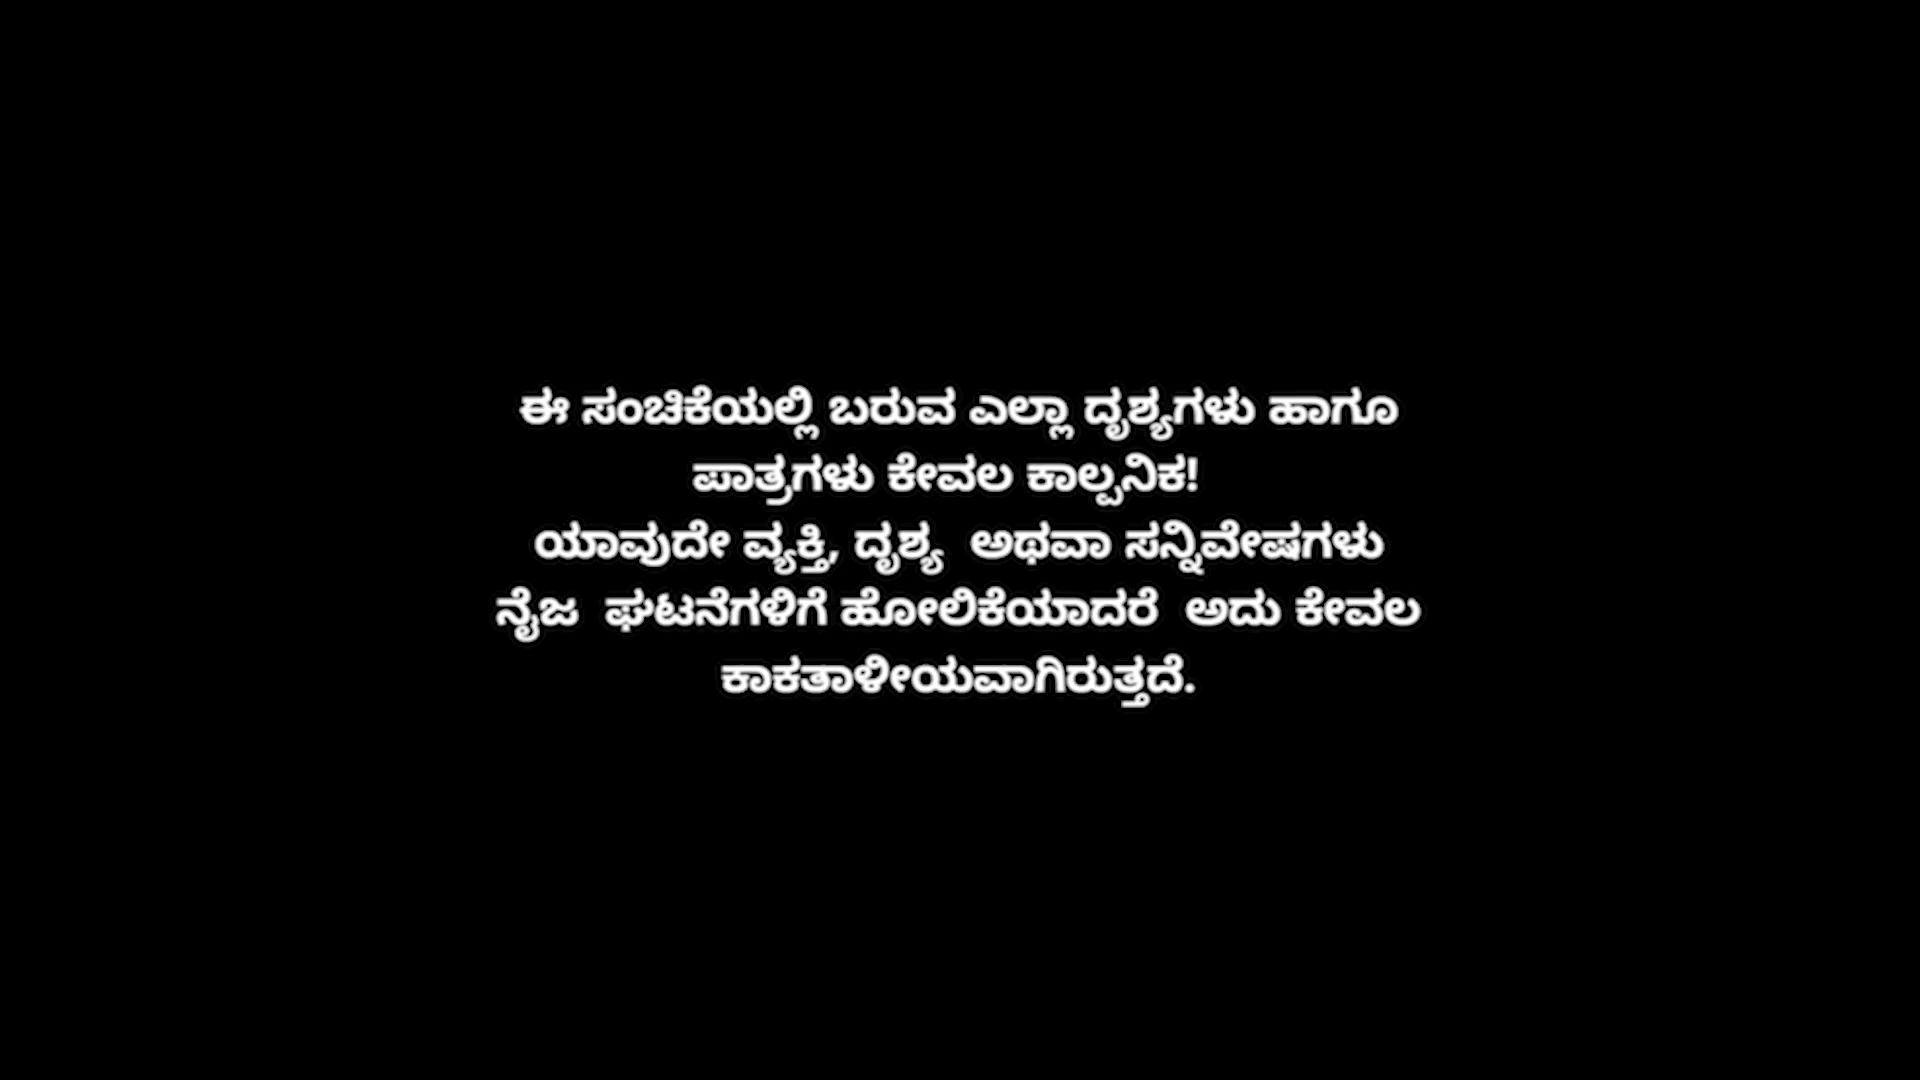 ಈ ಸಂಚಿಕೆಯಲ್ಲಿ ಬರುವ ಎಲ್ಲಾ ದೃಶ್ಯಗಳು ಹಾಗೂ
ಪಾತ್ರಗಳು ಕೇವಲ ಕಾಲ್ಪನಿಕ!
ಯಾವುದೇ ವ್ಯಕ್ತಿ, ದೃಶ್ಯ ಅಥವಾ ಸನ್ನಿವೇಷಗಳು
ನೈಜ ಘಟನೆಗಳಿಗೆ ಹೋಲಿಕೆಯಾದರೆ ಅದು ಕೇವಲ
ಕಾಕತಾಳೀಯವಾಗಿರುತ್ತದೆ.